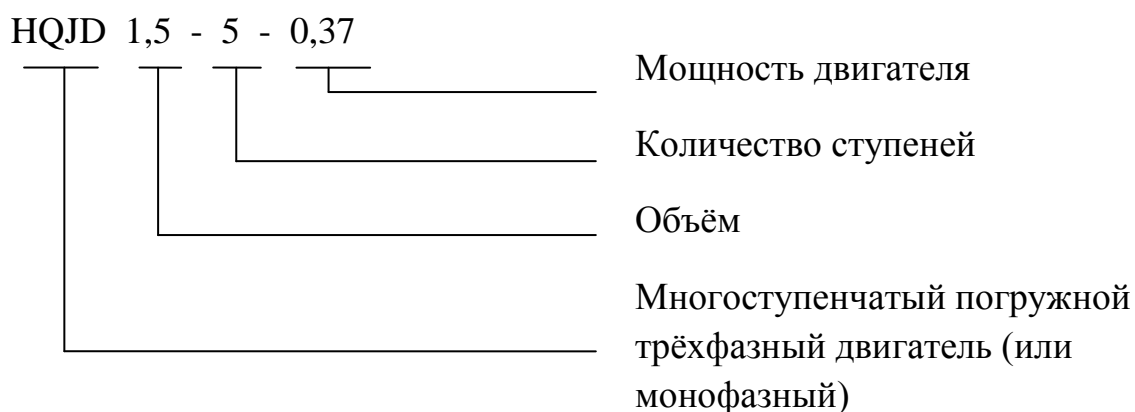 HQJD 1,5 - 5 - 0,37
Мощность двигателя
Количество ступеней
Объём
Многоступенчатый погружной
трёхфазный двигатель (или
монофазный)